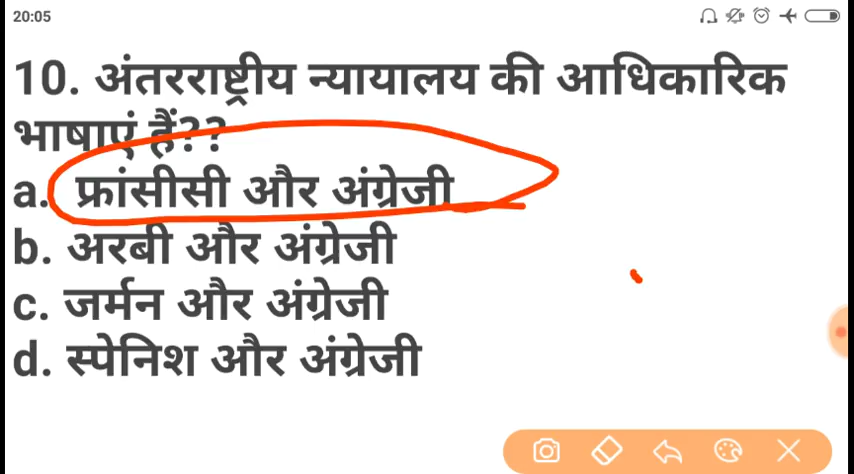 20:05
10. अंतरराष्ट्रीय न्यायालय की आधिकारिक
भाषाएं हैं??
a. फ्रांसीसी और अंग्रेजी
b. अरबी और अंग्रेजी
c. जर्मन और अंग्रेजी
d. स्पेनिश और अंग्रेजी